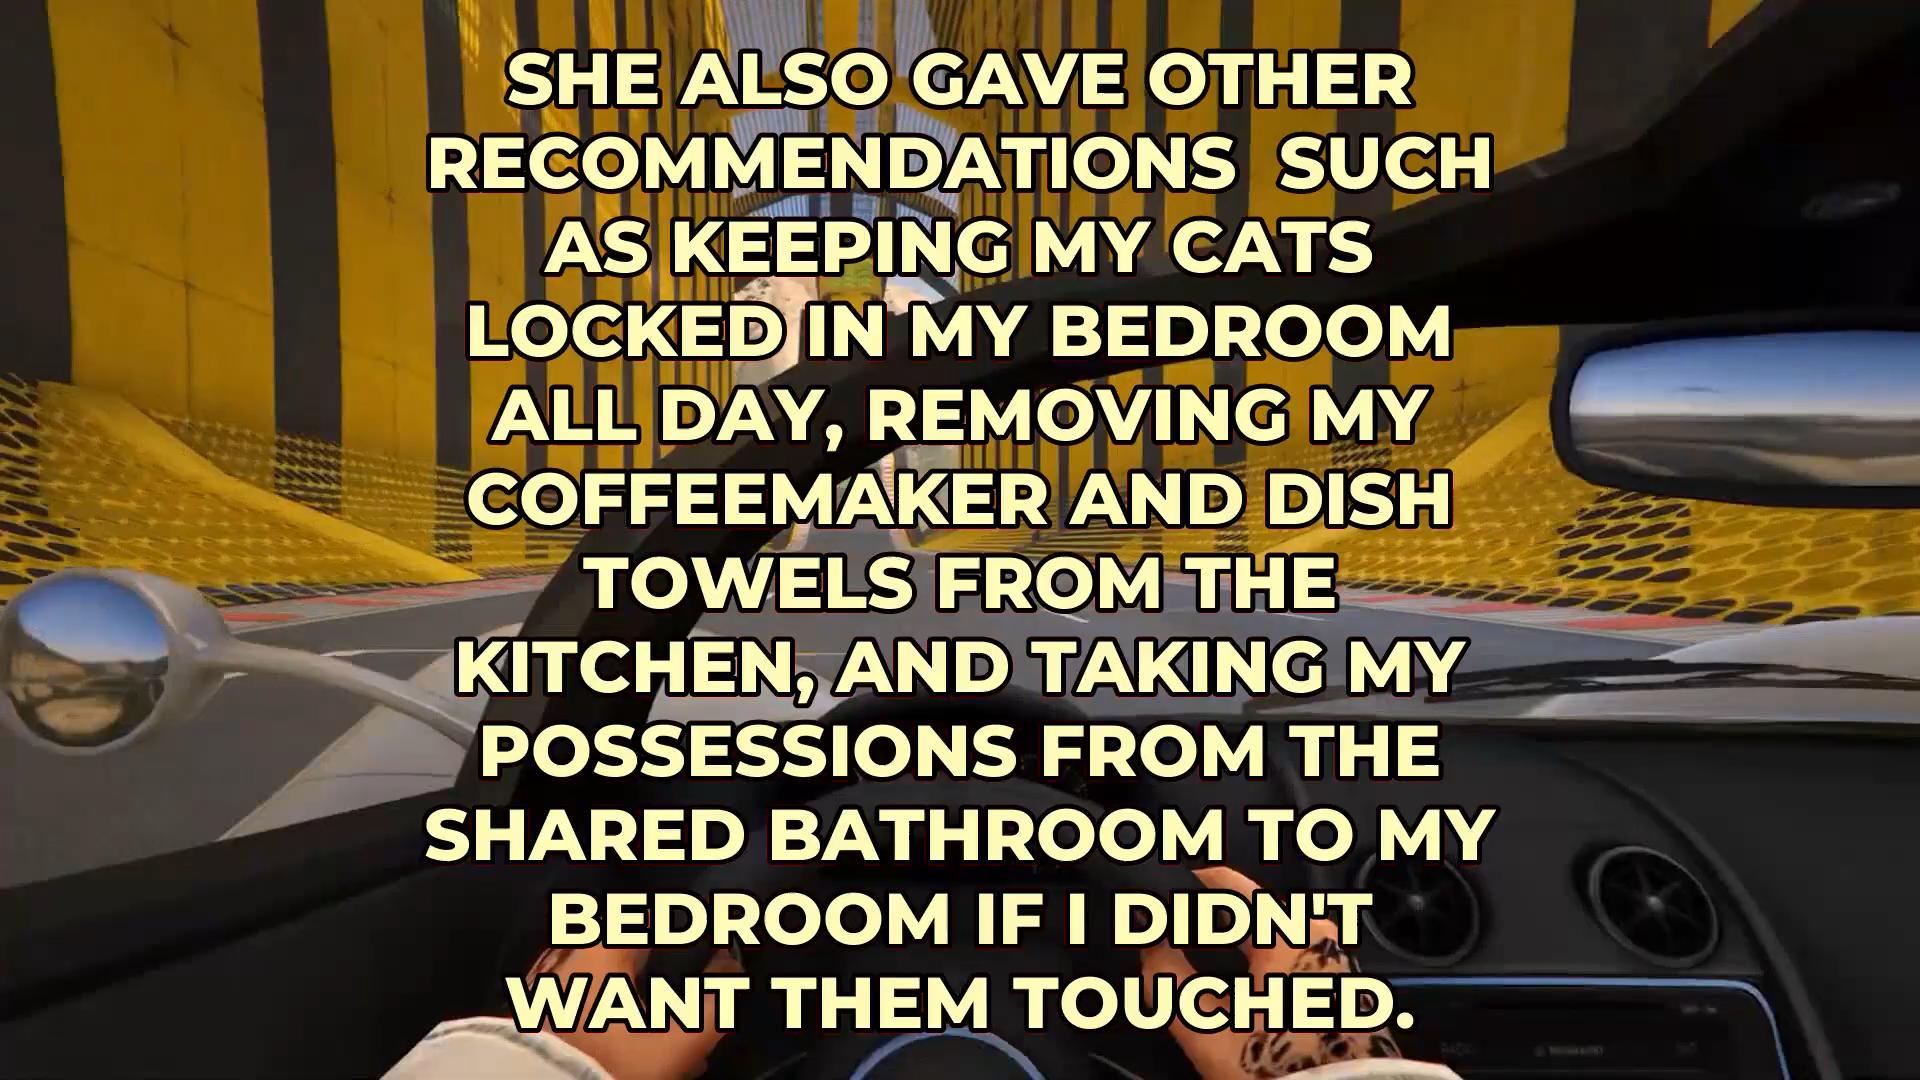 SHE ALSO GAVE OTHER
RECOMMENDATIONS  SUCH
AS KEEPING MY CATS
LOCKED IN MY BEDROOM
ALL DAY, REMOVING MY
COFFEEMAKER AND DISH
TOWELS FROM THE
KITCHEN, AND TAKING MY
POSSESSIONS FROM THE
SHARED BATHROOM TO MY
BEDROOM IF I DIDN'T
WANT THEM TOUCHED.